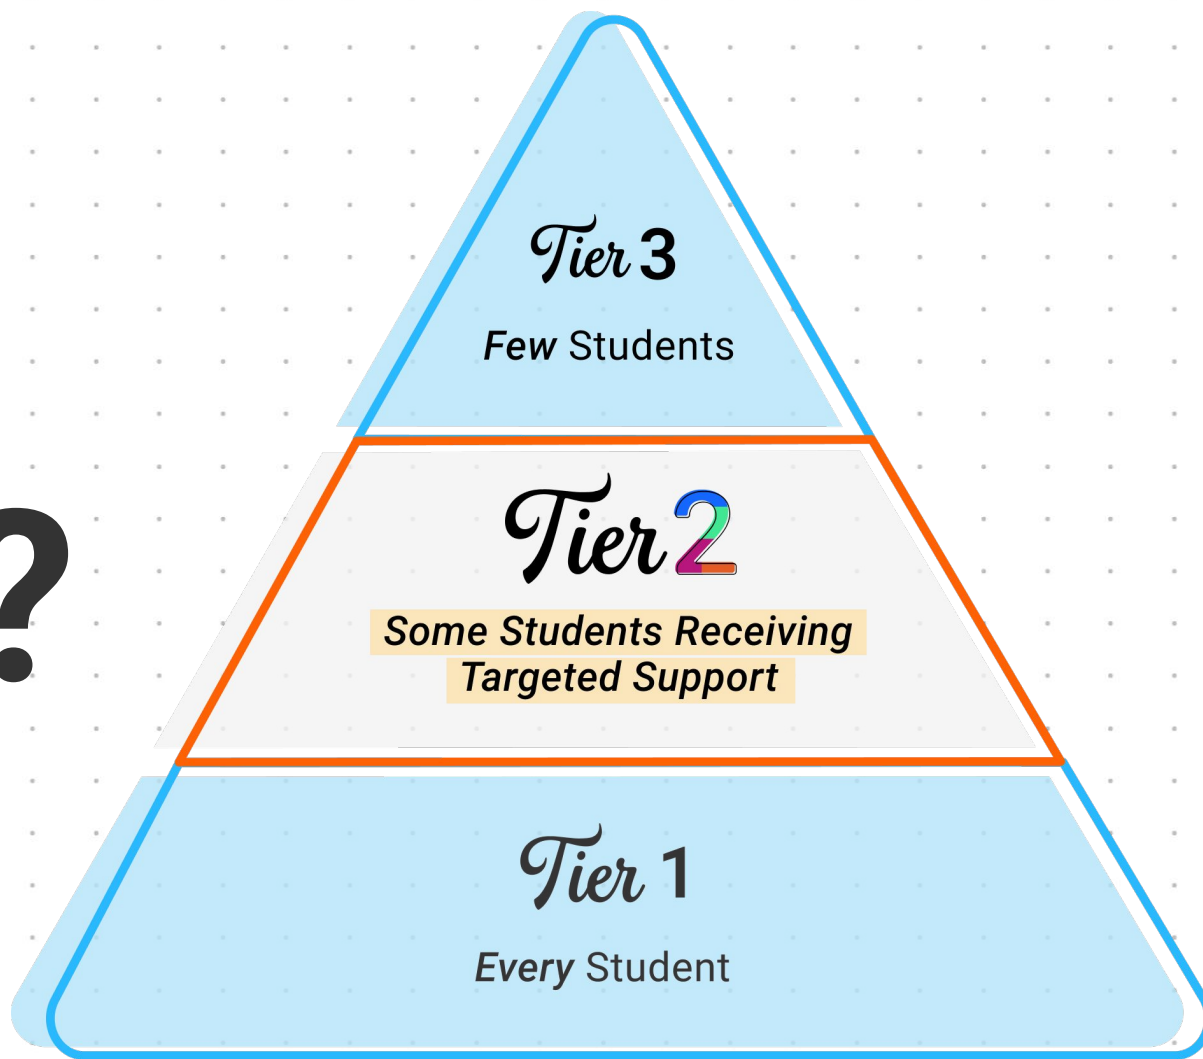 Tier 3
Few Students
?
Tier 2
Some Students Receiving
Targeted Support
Tier 1
Every Student